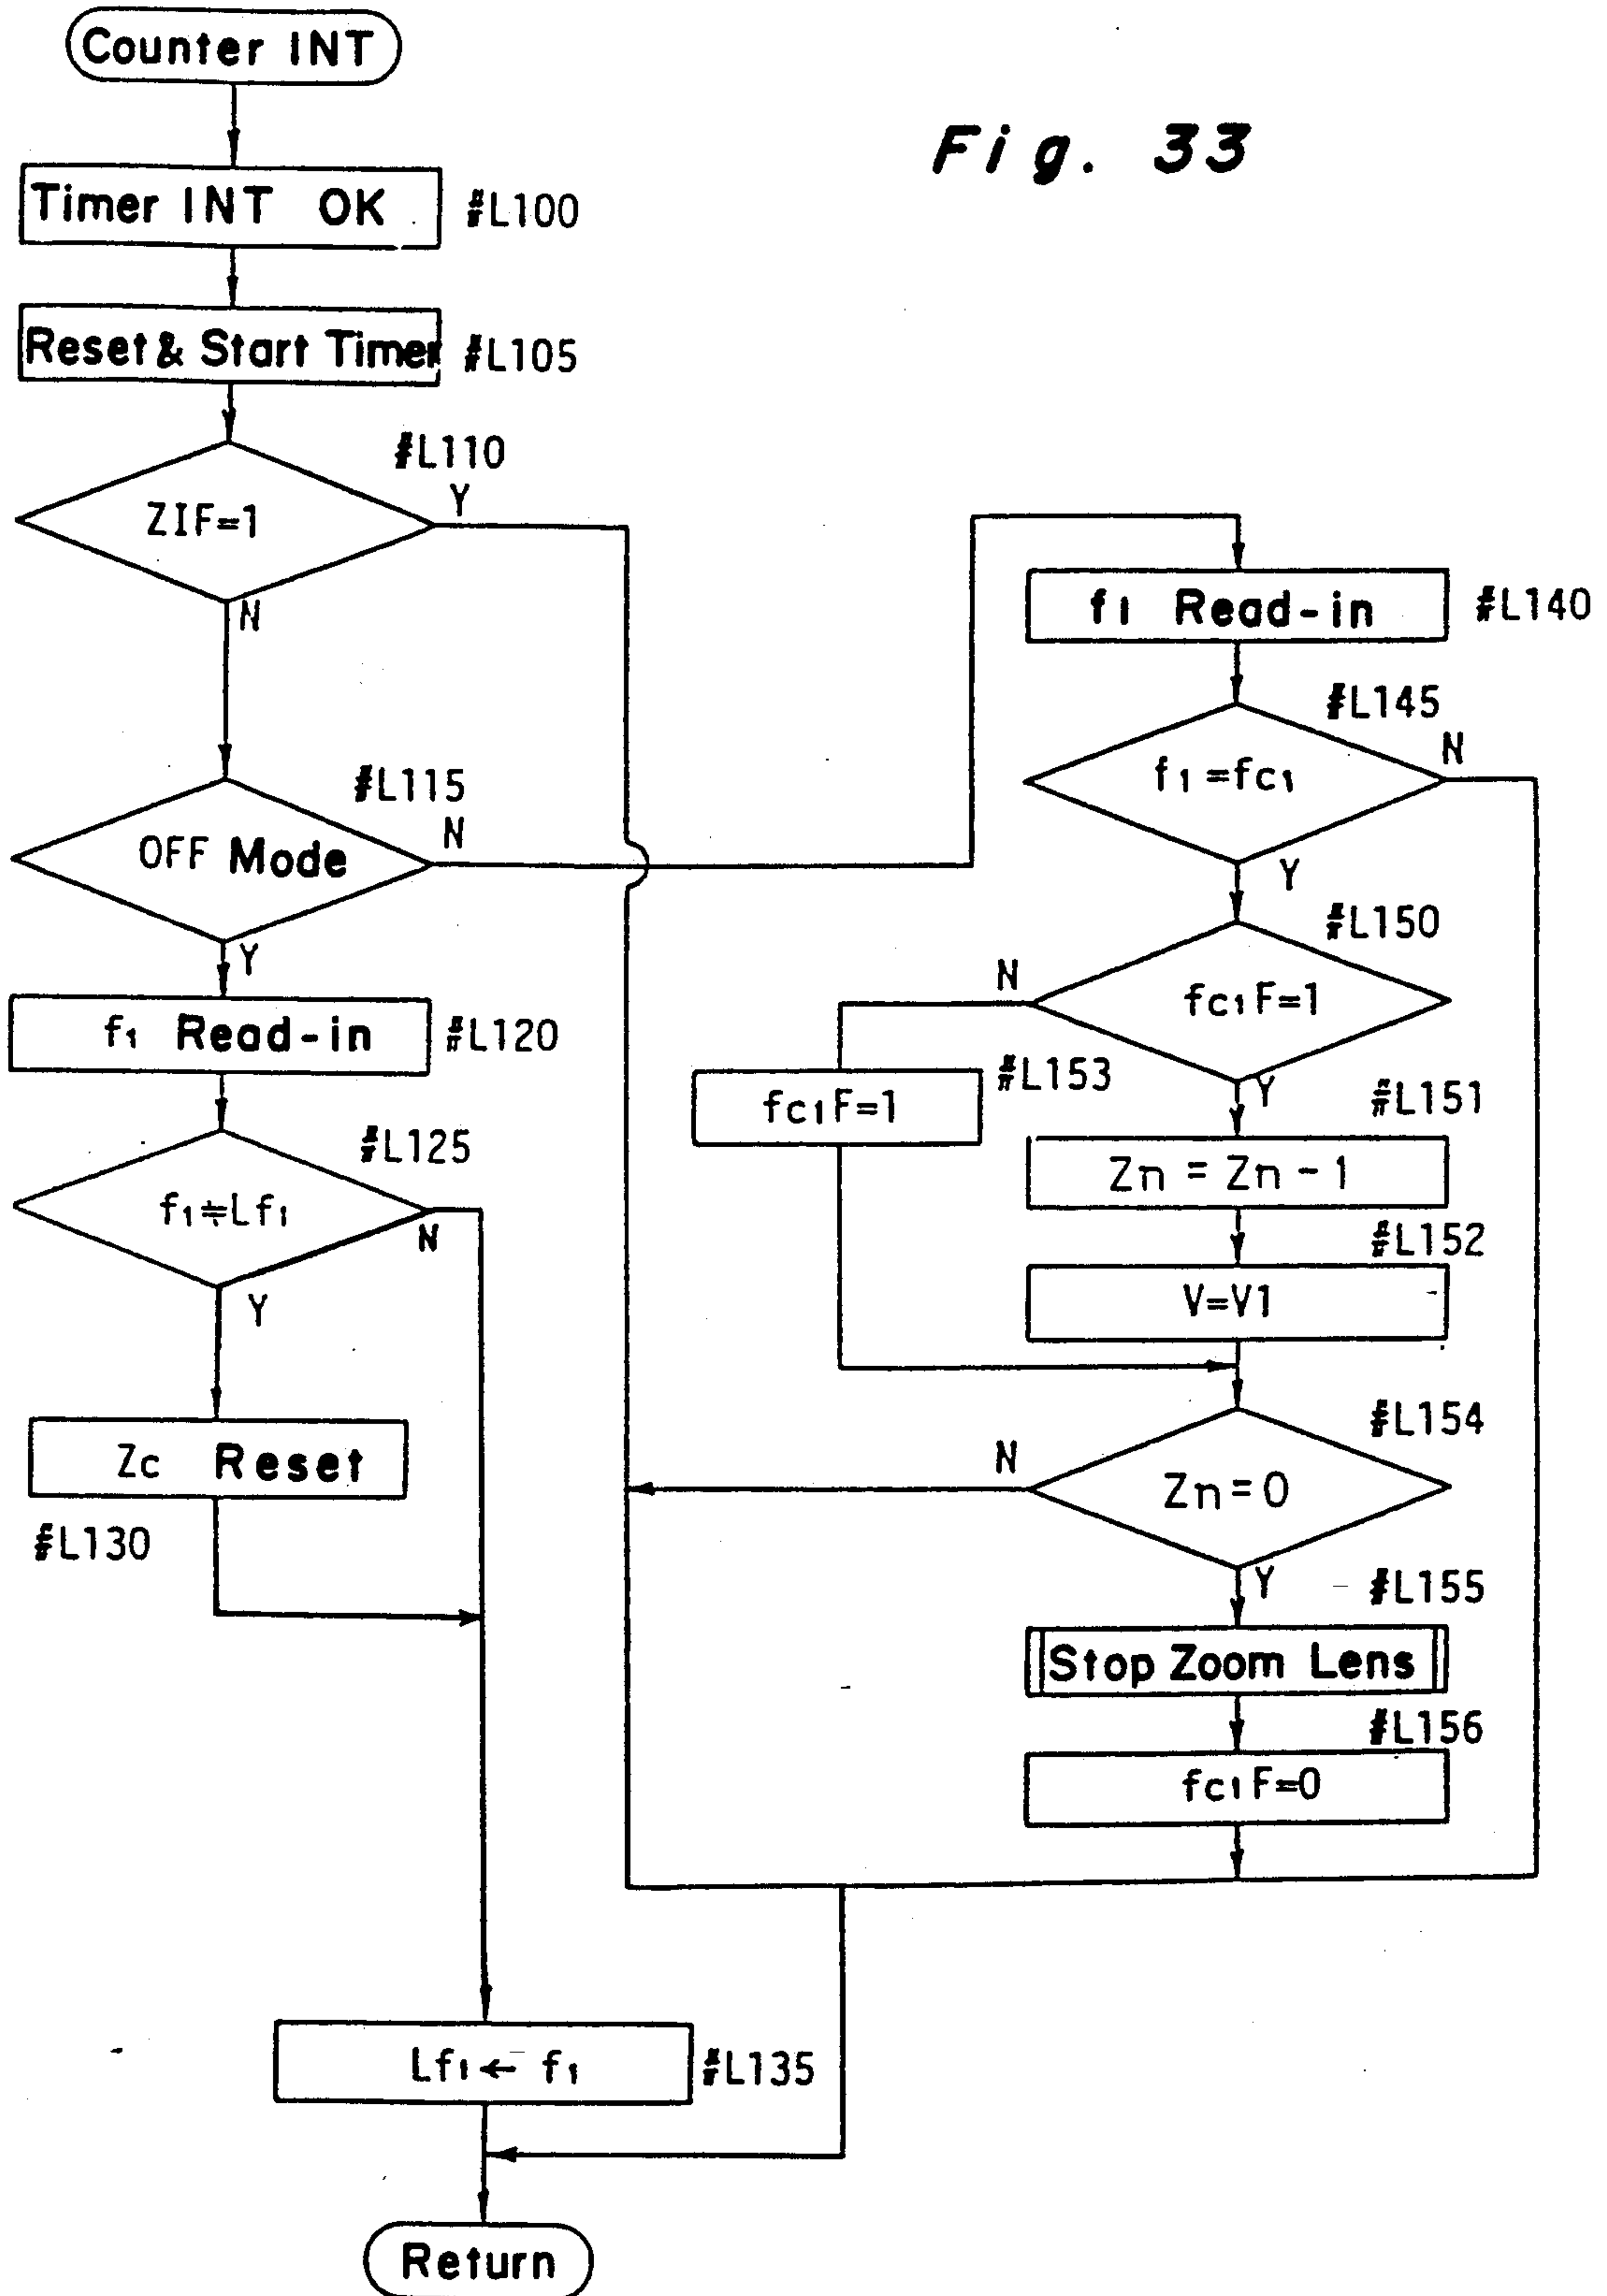 Counter INT
Fig. 33
Timer INT OK #L100
Reset & Start Timer #L105
#L110
Y
ZIF=1
N
#L115
N
OFF Mode
Y
f1 Read-in #L120
#L125
f1≒Lf1
N
Y
Zc Reset
#L130
f1 Read-in #L140
#L145
N
f1=fc1
Y
#L150
N
fc1F=1
Y
#L153
fc1F=1
#L151
Zn = Zn - 1
#L152
V=V1
#L154
N
Zn=0
Y
#L155
Stop Zoom Lens
#L156
fc1F=0
Lf1 ← f1 #L135
Return